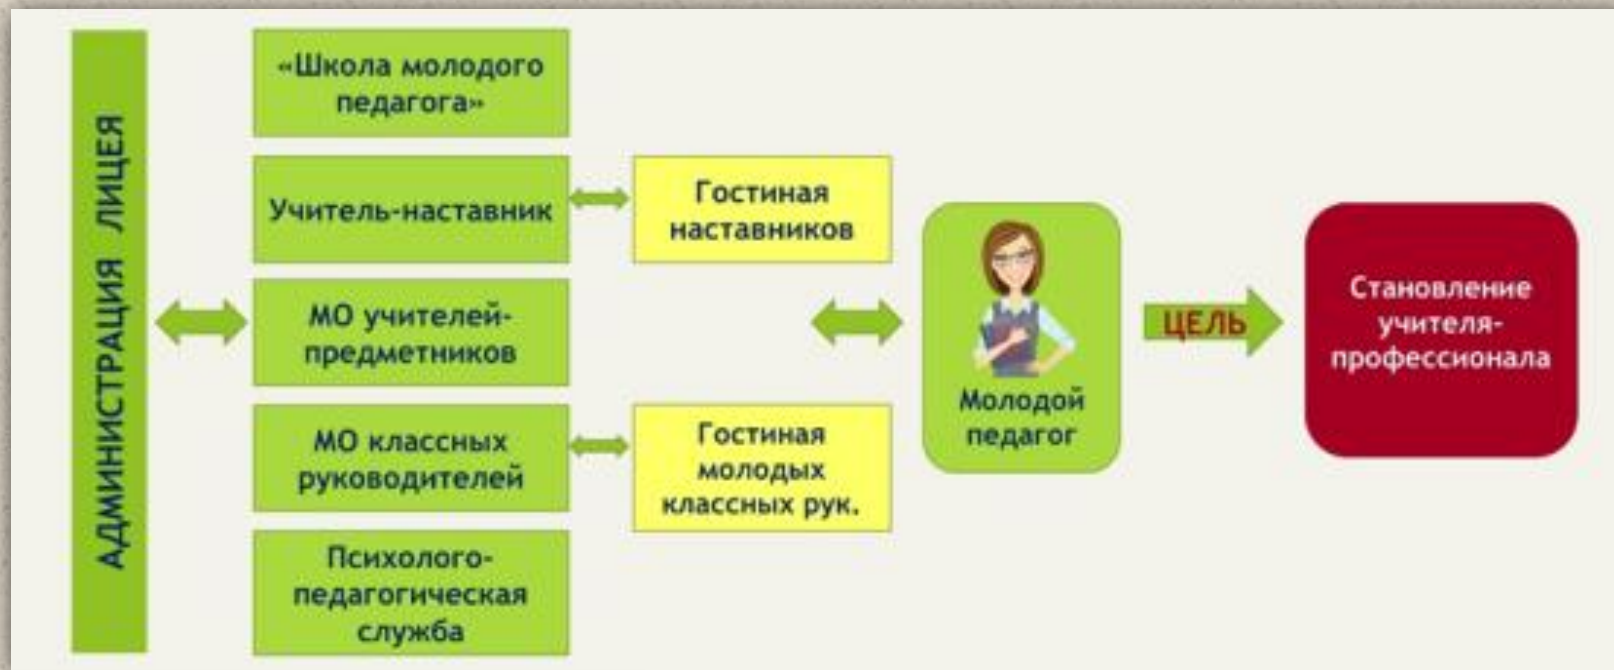 АДМИНИСТРАЦИЯ ЛИЦЕЯ
«Школа молодого
педагога»
Учитель-наставник
МО учителей-
предметников
МО классных
руководителей
Психолого-
педагогическая
служба
Гостиная
наставников
Гостиная
молодых
классных рук.
Молодой
педагог
ЦЕЛЬ
Становление
учителя-
профессионала